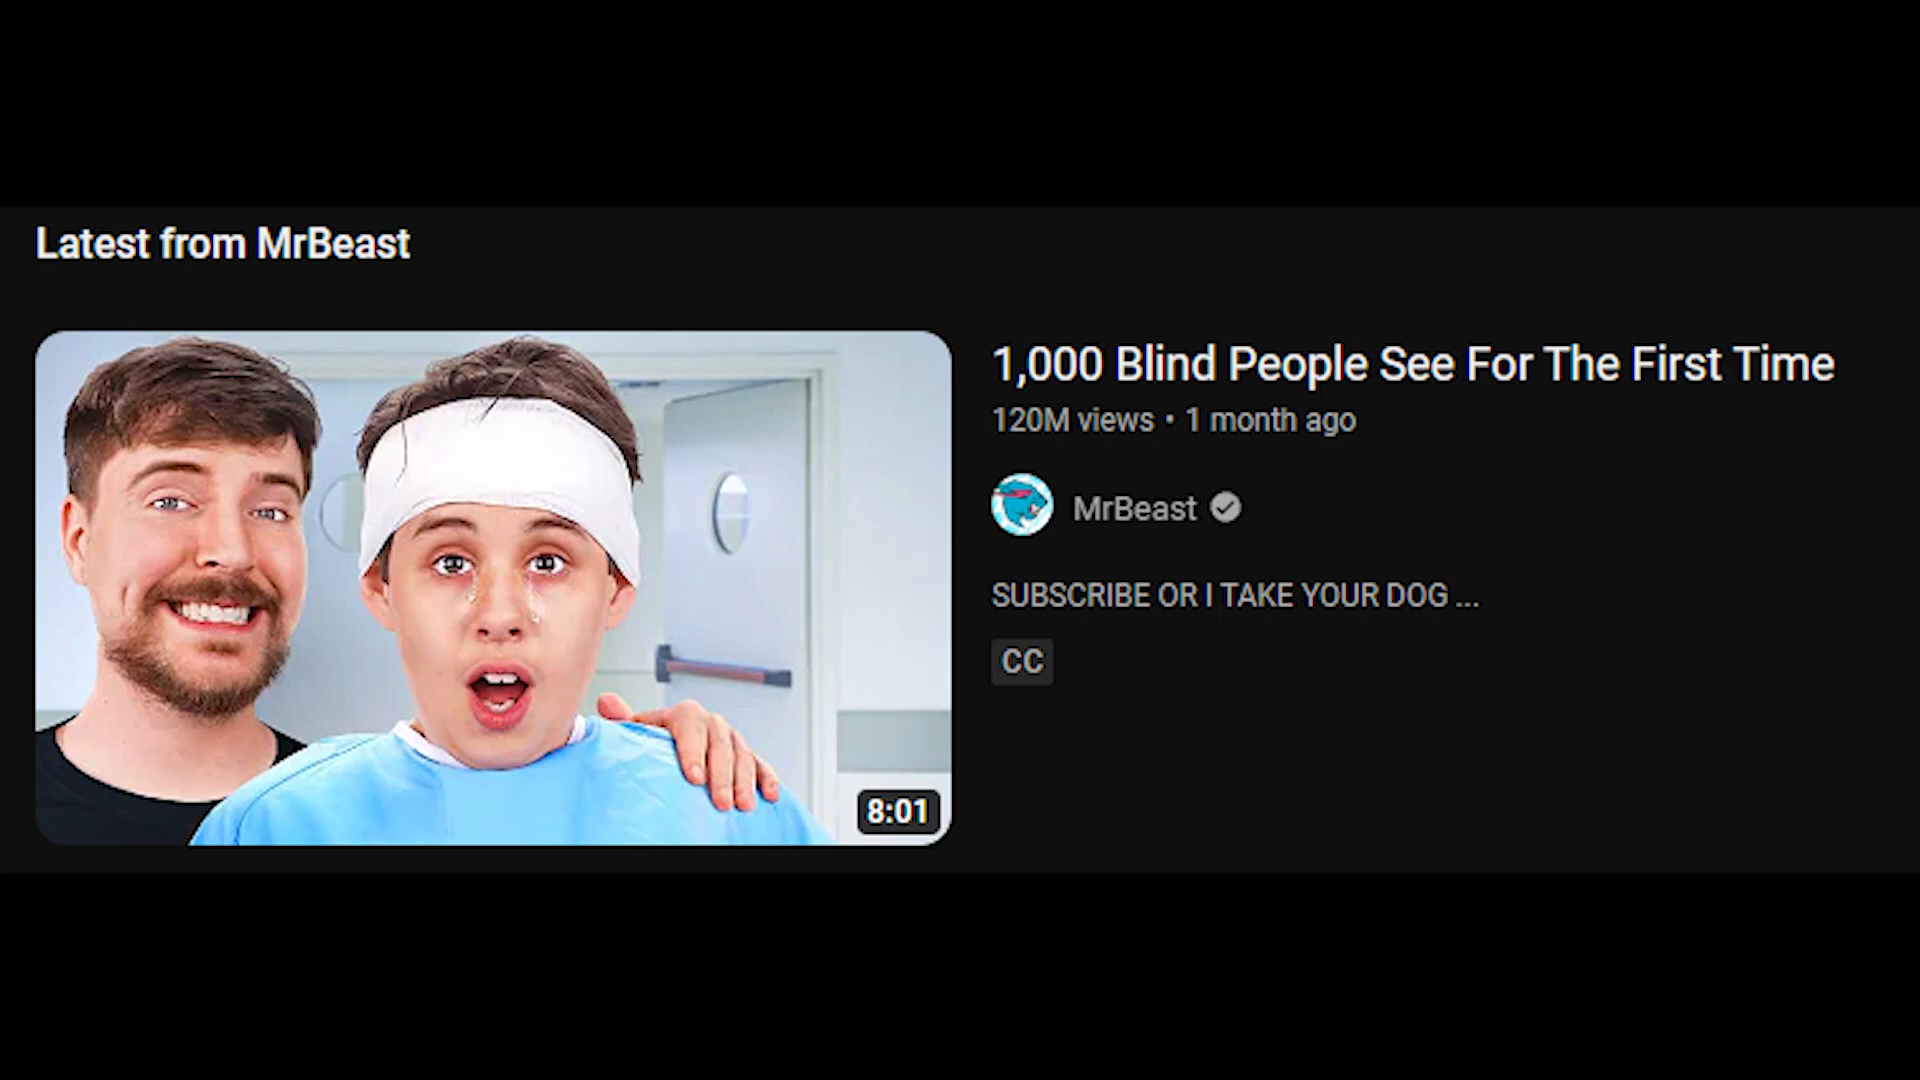 Latest from MrBeast
8:01
1,000 Blind People See For The First Time
120M views • 1 month ago
MrBeast
SUBSCRIBE OR I TAKE YOUR DOG ...
CC